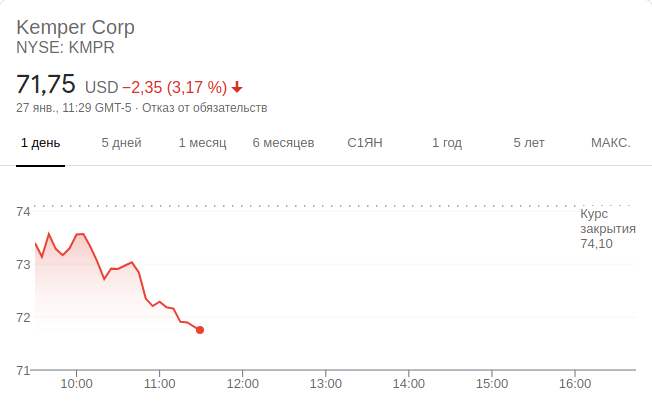 Kemper Corp
NYSE: KMPR
71,75 USD −2,35 (3,17 %)
27 янв., 11:29 GMT-5 · Отказ от обязательств
1 день 5 дней 1 месяц 6 месяцев С1ЯН 1 год 5 лет МАКС.
74
Курс
закрытия
74,10
73
72
71
10:00 11:00 12:00 13:00 14:00 15:00 16:00